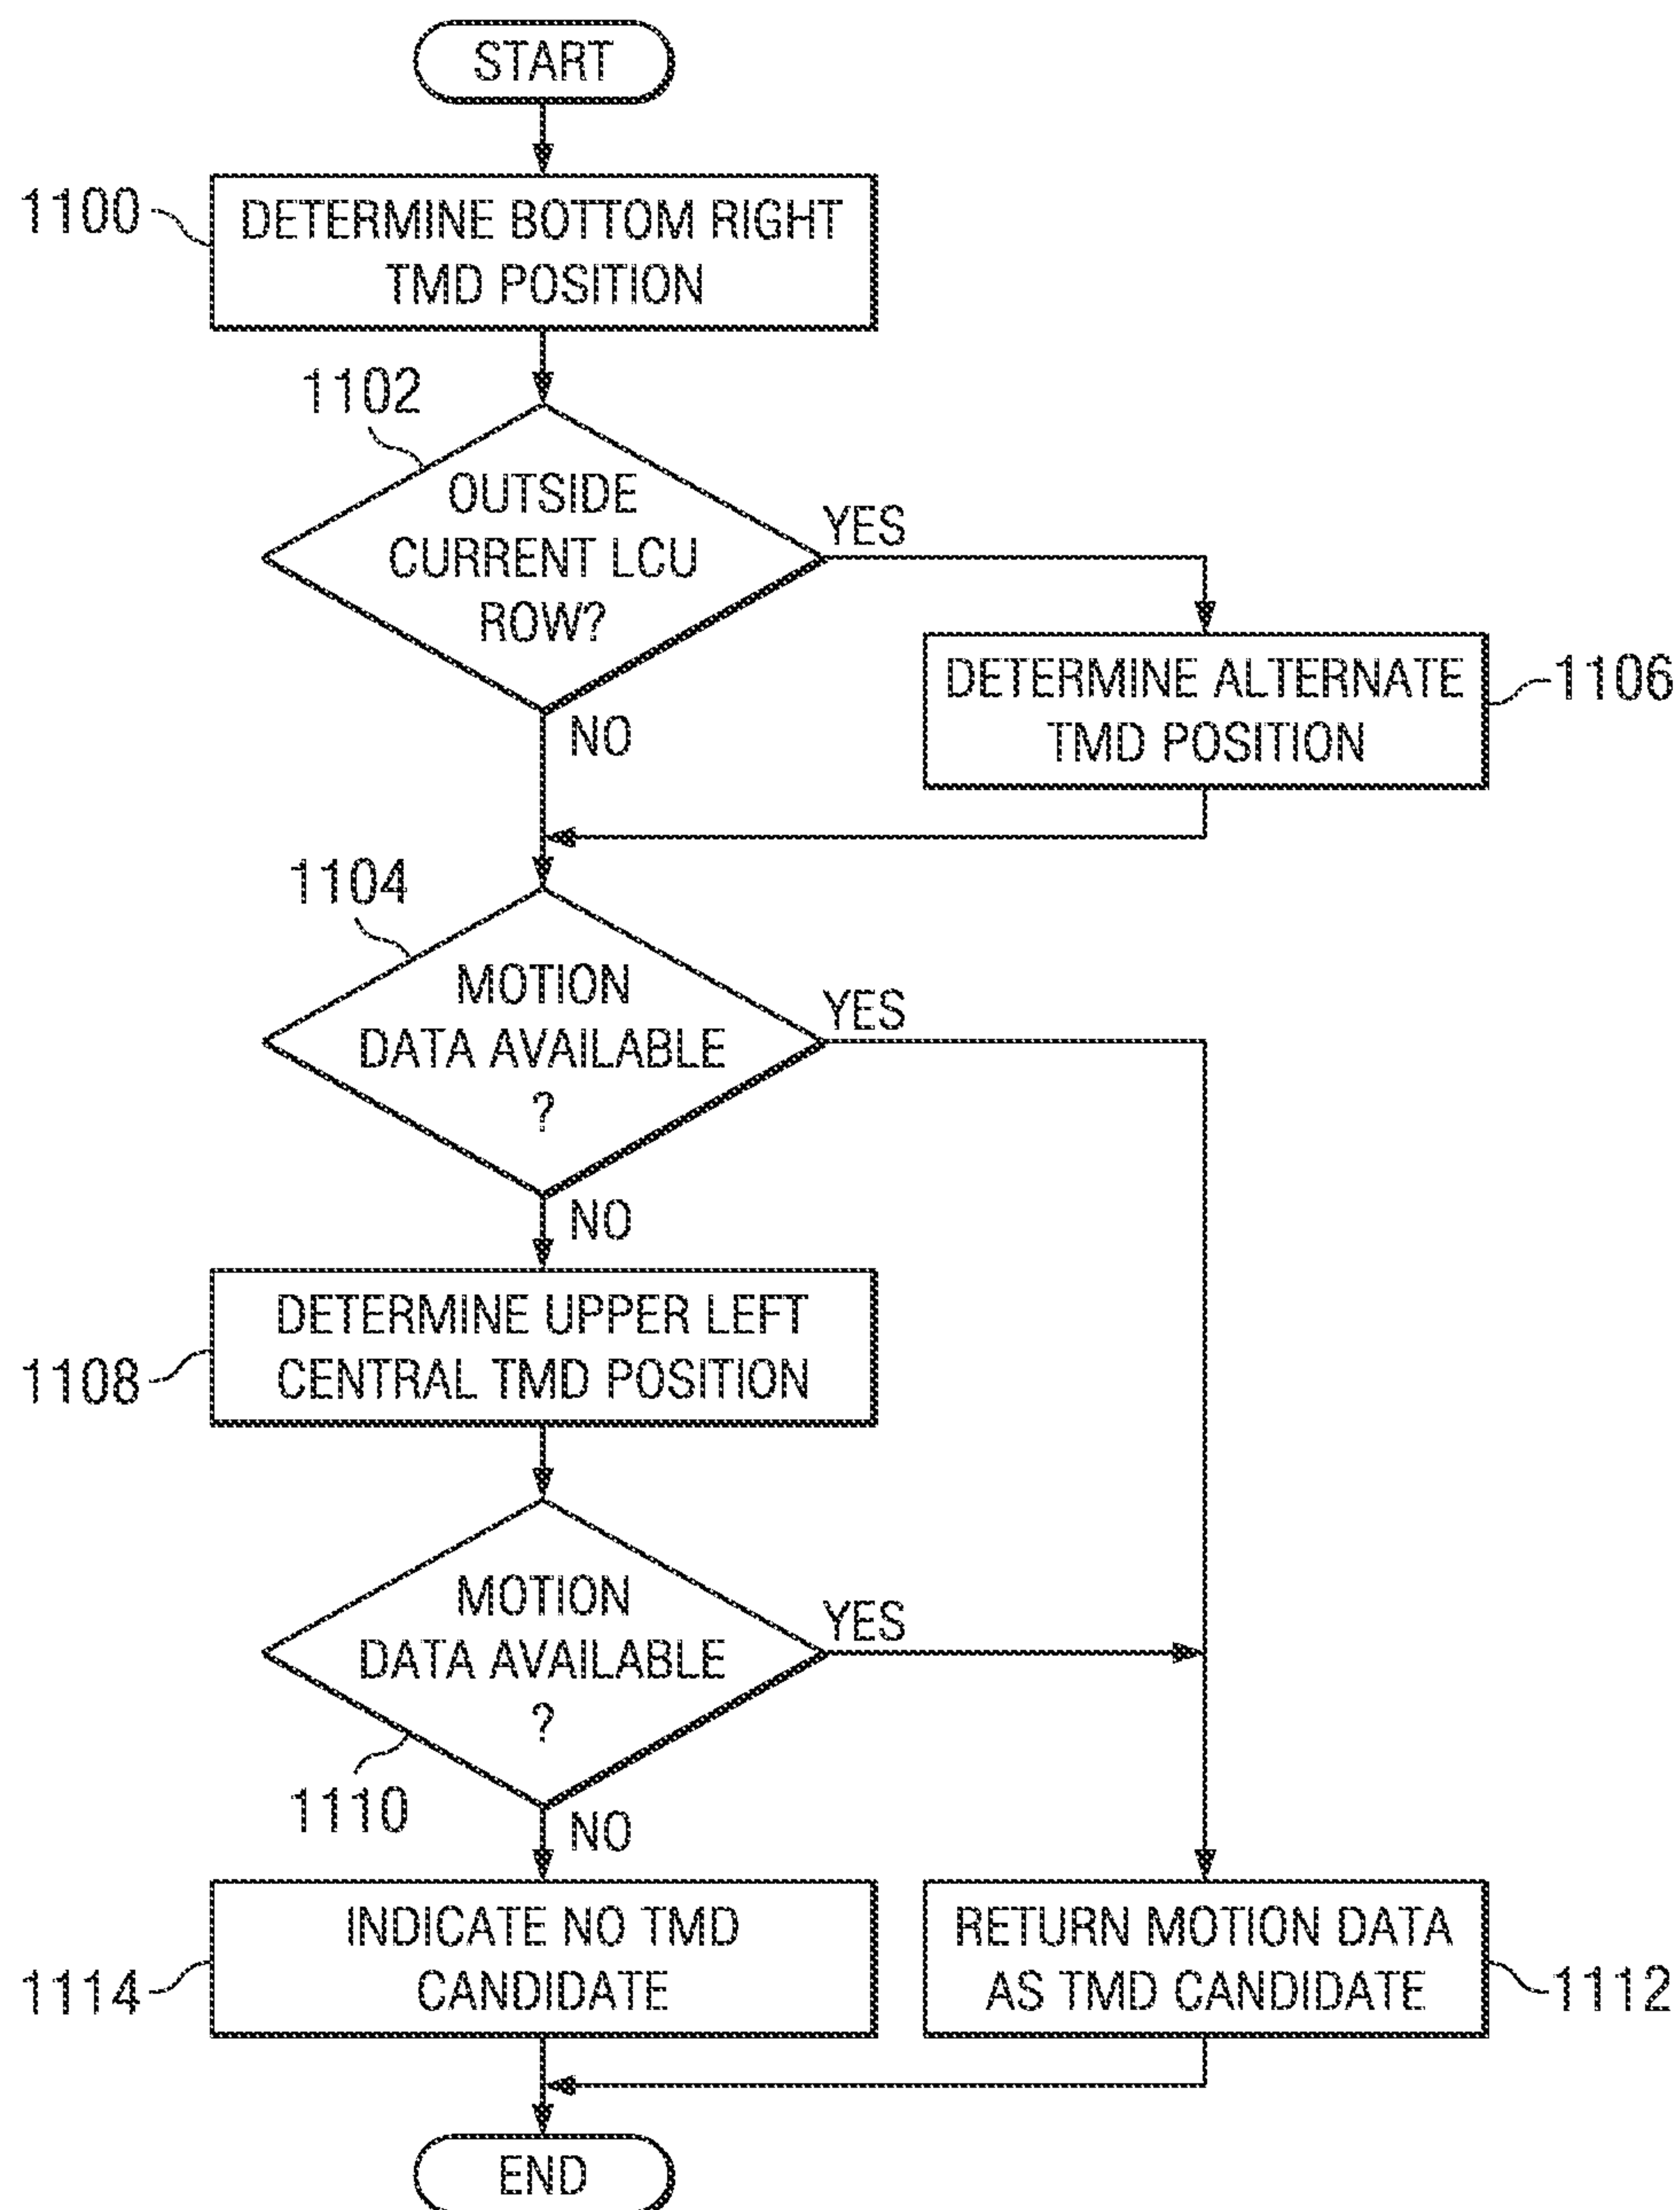 START
1100
DETERMINE BOTTOM RIGHT
TMD POSITION
1102
OUTSIDE
CURRENT LCU
ROW?
YES
NO
DETERMINE ALTERNATE
TMD POSITION
1106
1104
MOTION
DATA AVAILABLE
?
YES
NO
1108
DETERMINE UPPER LEFT
CENTRAL TMD POSITION
MOTION
DATA AVAILABLE
?
YES
1110
NO
1114
INDICATE NO TMD
CANDIDATE
RETURN MOTION DATA
AS TMD CANDIDATE
1112
END